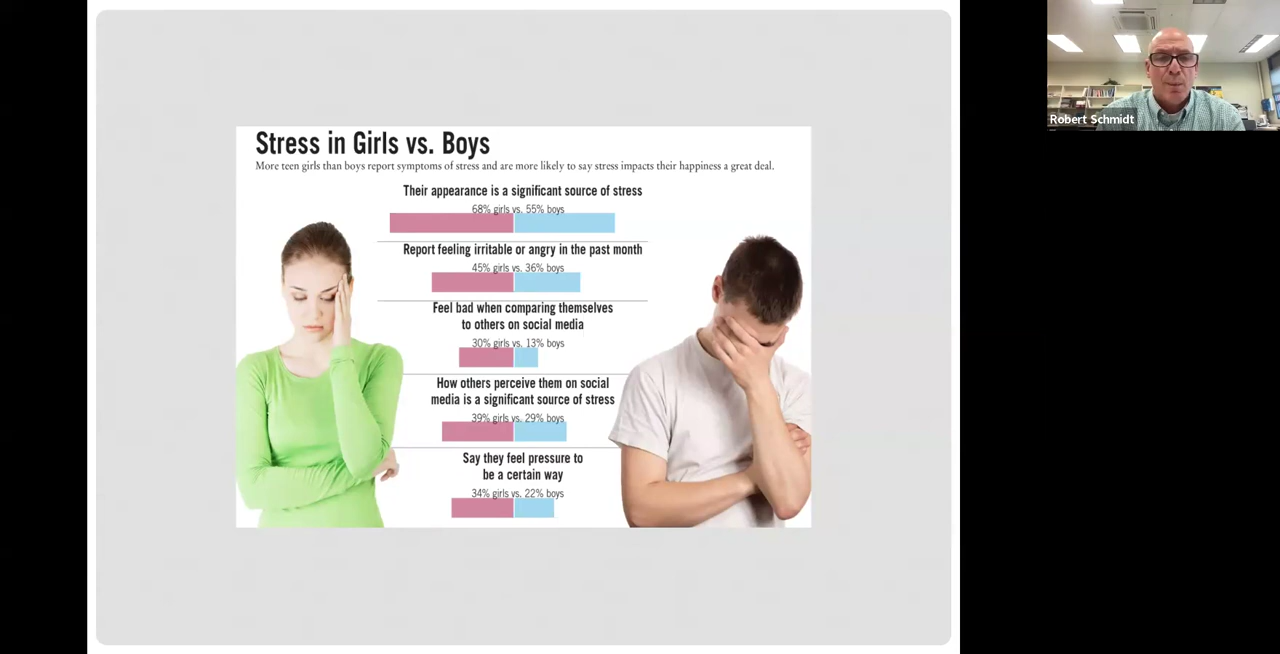 Stress in Girls vs. Boys
More teen girls than boys report symptoms of stress and are more likely to say stress impacts their happiness a great deal.
Their appearance is a significant source of stress
68% girls vs. 55% boys
Report feeling irritable or angry in the past month
45% girls vs. 36% boys
Feel bad when comparing themselves
to others on social media
30% girls vs. 13% boys
How others perceive them on social
media is a significant source of stress
39% girls vs. 29% boys
Say they feel pressure to
be a certain way
34% girls vs. 22% boys
Robert Schmidt